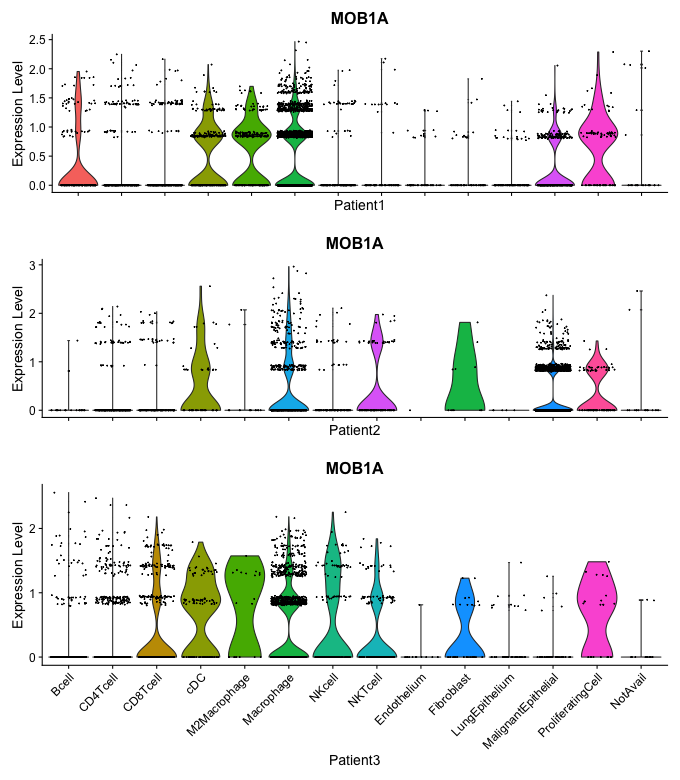 MOB1A
2.5
2.0
1.5
1.0
0.5
0.0
Expression Level
Patient1
MOB1A
3
2
1
0
Expression Level
Patient2
MOB1A
2
1
0
Expression Level
Bcell
CD4Tcell
CD8Tcell
cDC
M2Macrophage
Macrophage
NKcell
NKTcell
Endothelium
Fibroblast
LungEpithelium
MalignantEpithelial
ProliferatingCell
NotAvail
Patient3